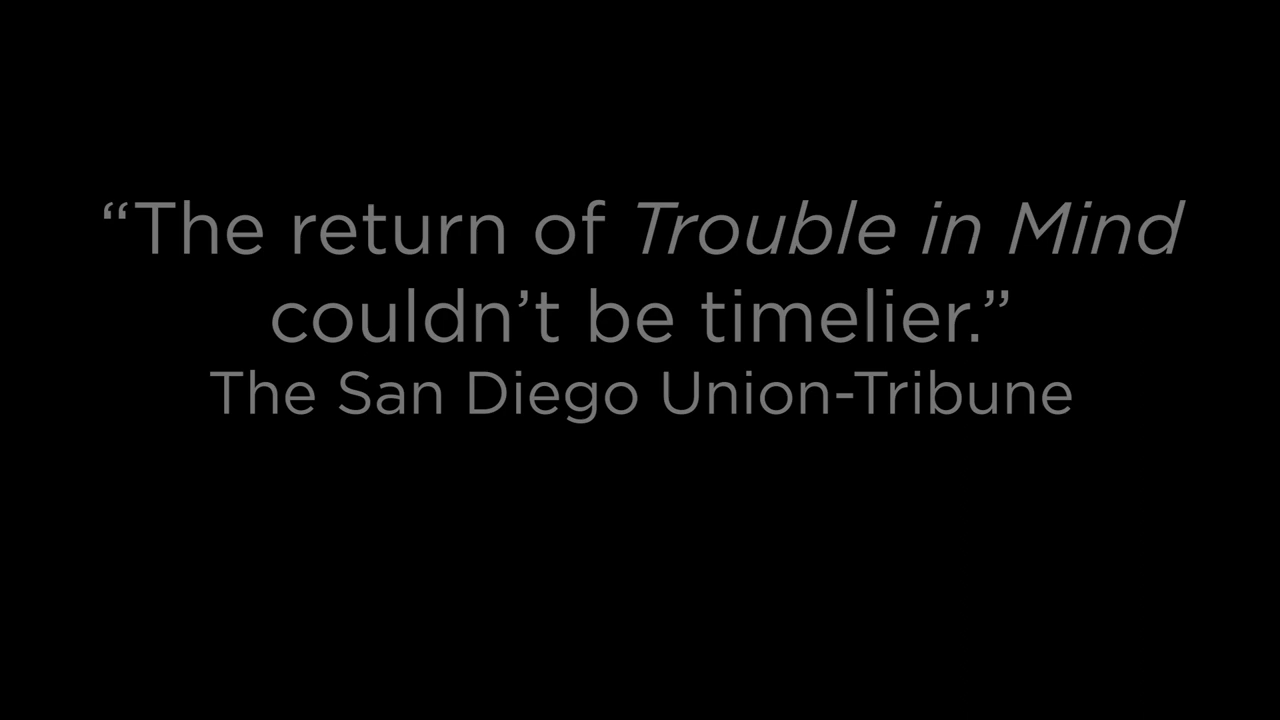 “The return of Trouble in Mind
couldn’t be timelier.”
The San Diego Union-Tribune